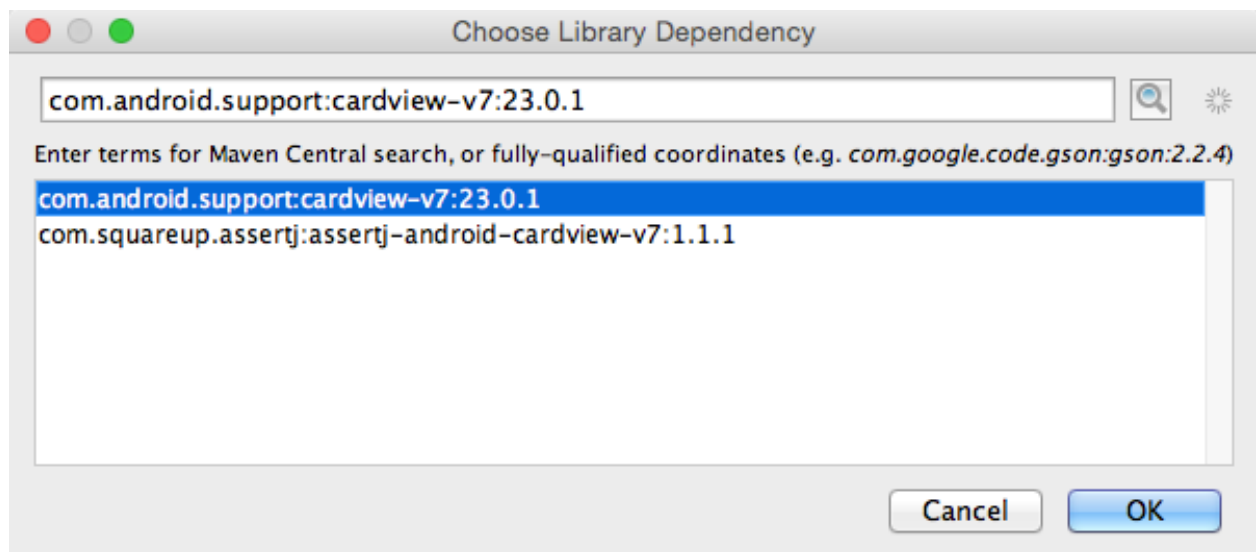 Choose Library Dependency
com.android.support:cardview-v7:23.0.1
Enter terms for Maven Central search, or fully-qualified coordinates (e.g. com.google.code.gson:gson:2.2.4)
com.android.support:cardview-v7:23.0.1
com.squareup.assertj:assertj-android-cardview-v7:1.1.1
Cancel OK